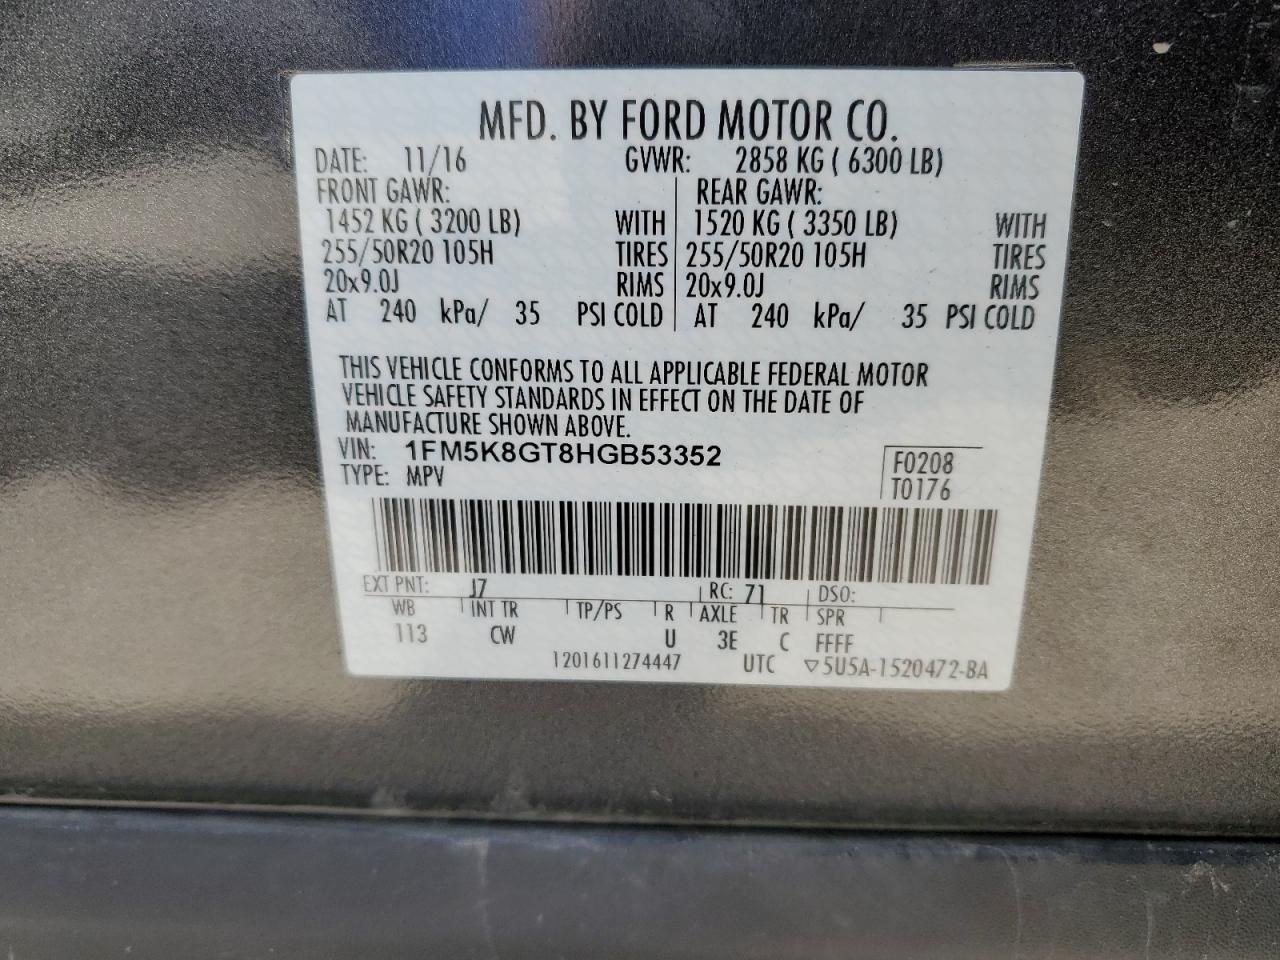 MFD. BY FORD MOTOR CO.
DATE: 11/16 GVWR: 2858 KG ( 6300 LB)
FRONT GAWR: REAR GAWR:
1452 KG ( 3200 LB) WITH 1520 KG ( 3350 LB) WITH
255/50R20 105H TIRES 255/50R20 105H TIRES
20x9.0J RIMS 20x9.0J RIMS
AT 240 kPa/ 35 PSI COLD AT 240 kPa/ 35 PSI COLD
THIS VEHICLE CONFORMS TO ALL APPLICABLE FEDERAL MOTOR
VEHICLE SAFETY STANDARDS IN EFFECT ON THE DATE OF
MANUFACTURE SHOWN ABOVE.
VIN: 1FM5K8GT8HGB53352 F0208
TYPE: MPV T0176
EXT PNT: J7 RC: 71 DSO:
WB INT TR TP/PS R AXLE TR SPR
113 CW U 3E C FFFF
1201611274447 UTC ▽5U5A-1520472-BA